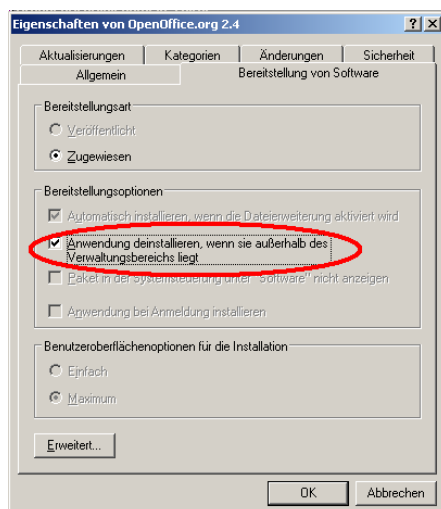 Eigenschaften von OpenOffice.org 2.4
Aktualisierungen Kategorien Änderungen Sicherheit
Allgemein Bereitstellung von Software
Bereitstellungsart
Veröffentlicht
Zugewiesen
Bereitstellungsoptionen
Automatisch installieren, wenn die Dateierweiterung aktiviert wird
Anwendung deinstallieren, wenn sie außerhalb des
Verwaltungsbereichs liegt
Paket in der Systemsteuerung unter "Software" nicht anzeigen
Anwendung bei Anmeldung installieren
Benutzeroberflächenoptionen für die Installation
Einfach
Maximum
Erweitert...
OK Abbrechen